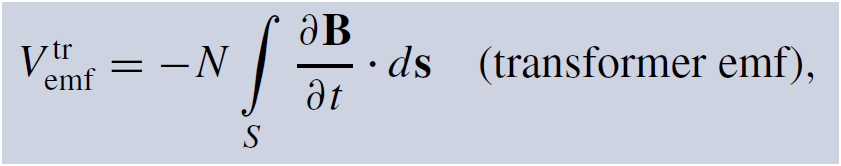 V_emf^tr = −N ∫_S ∂B/∂t · ds (transformer emf),